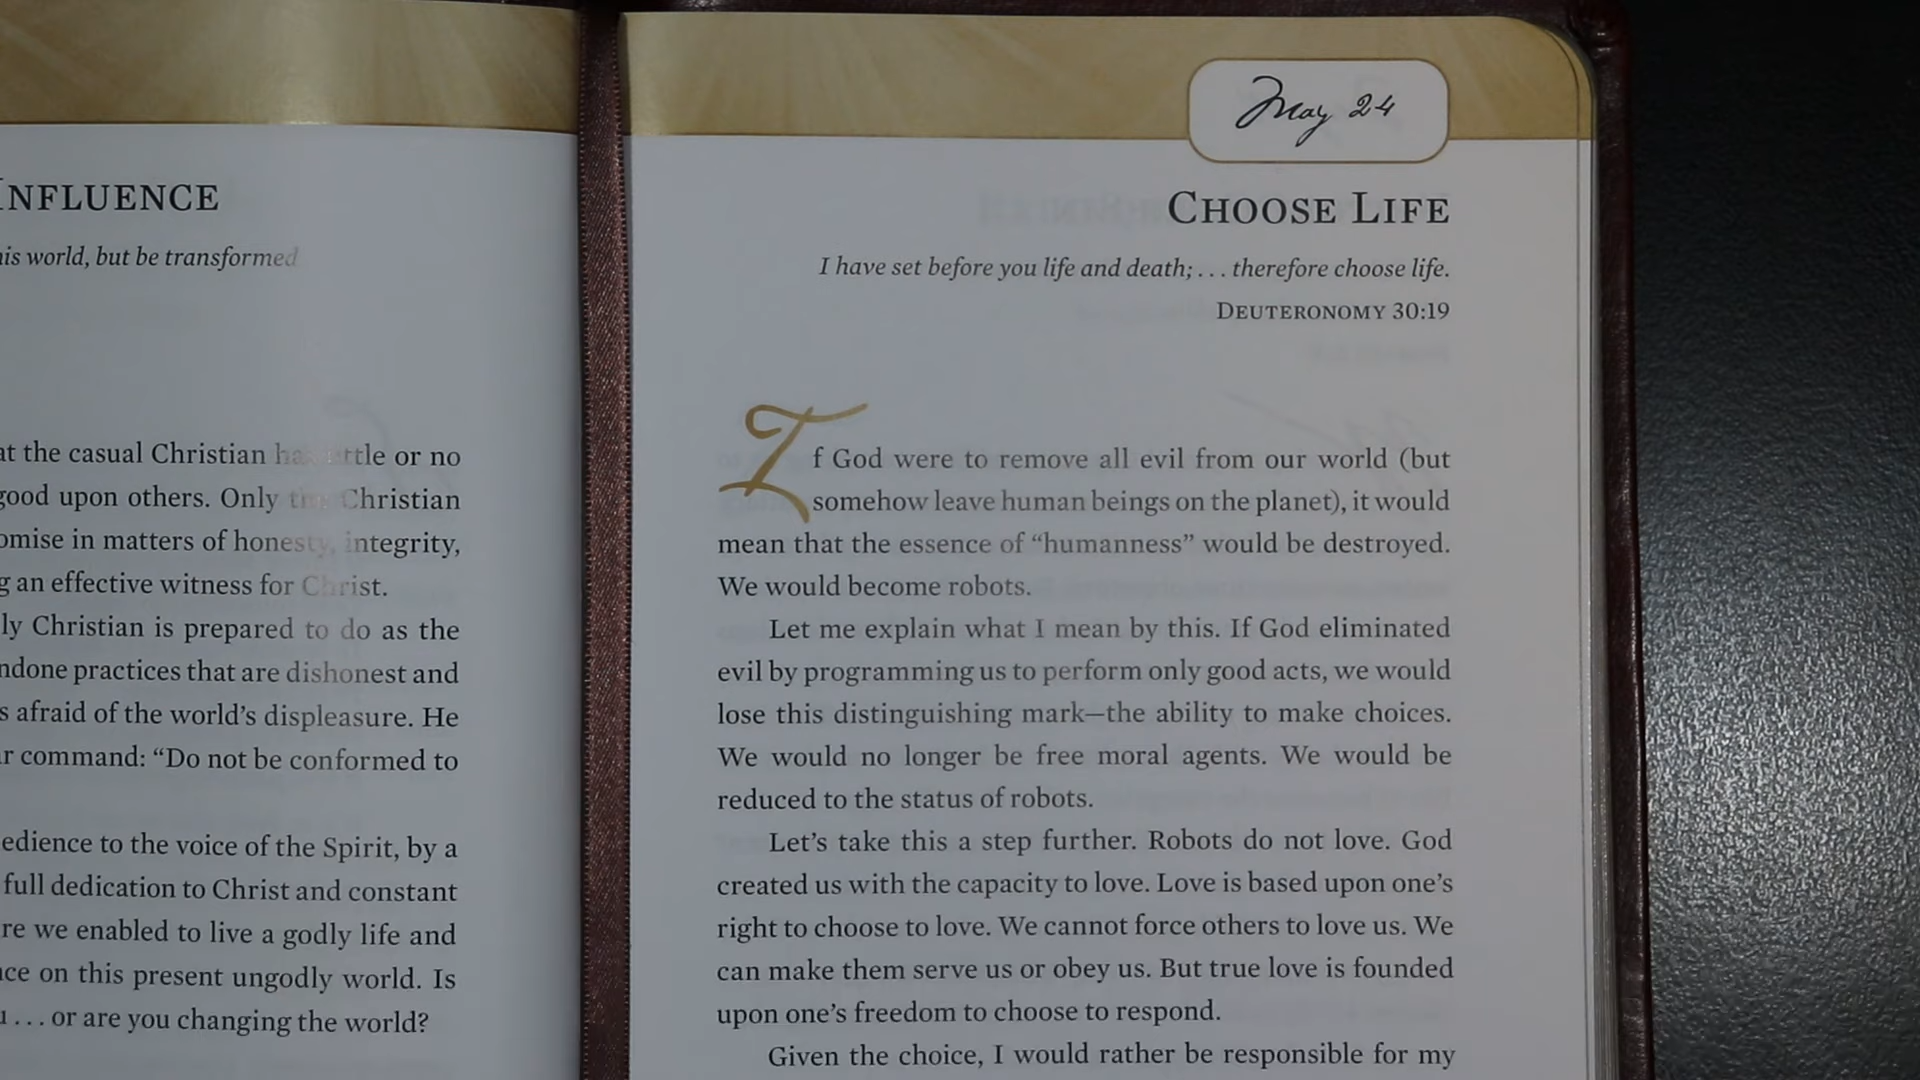 INFLUENCE
his world, but be transformed
at the casual Christian has little or no
good upon others. Only the Christian
omise in matters of honesty, integrity,
g an effective witness for Christ.
ly Christian is prepared to do as the
ndone practices that are dishonest and
s afraid of the world's displeasure. He
r command: “Do not be conformed to
edience to the voice of the Spirit, by a
full dedication to Christ and constant
re we enabled to live a godly life and
ce on this present ungodly world. Is
u . . . or are you changing the world?
May 24
CHOOSE LIFE
I have set before you life and death; . . . therefore choose life.
DEUTERONOMY 30:19
If God were to remove all evil from our world (but
somehow leave human beings on the planet), it would
mean that the essence of “humanness” would be destroyed.
We would become robots.
Let me explain what I mean by this. If God eliminated
evil by programming us to perform only good acts, we would
lose this distinguishing mark—the ability to make choices.
We would no longer be free moral agents. We would be
reduced to the status of robots.
Let’s take this a step further. Robots do not love. God
created us with the capacity to love. Love is based upon one’s
right to choose to love. We cannot force others to love us. We
can make them serve us or obey us. But true love is founded
upon one’s freedom to choose to respond.
Given the choice, I would rather be responsible for my